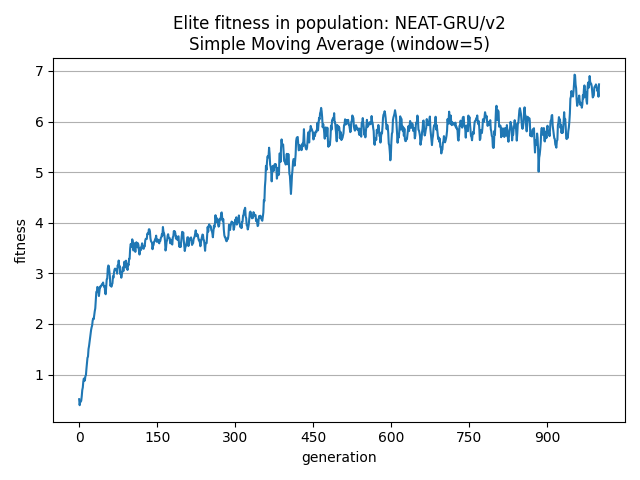 Elite fitness in population: NEAT-GRU/v2
Simple Moving Average (window=5)
fitness
7
6
5
4
3
2
1
0 150 300 450 600 750 900
generation